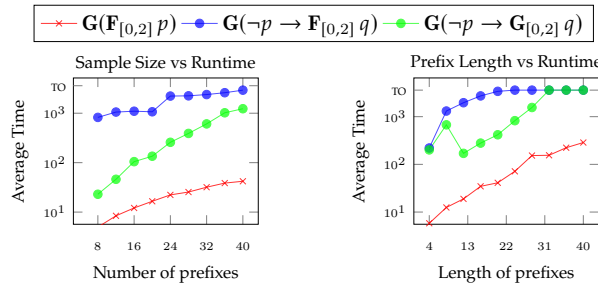 G(F[0,2] p) G(¬p → F[0,2] q) G(¬p → G[0,2] q)
Sample Size vs Runtime
TO
10³
10²
10¹
Average Time
8 16 24 32 40
Number of prefixes
Prefix Length vs Runtime
TO
10³
10²
10¹
Average Time
4 13 22 31 40
Length of prefixes